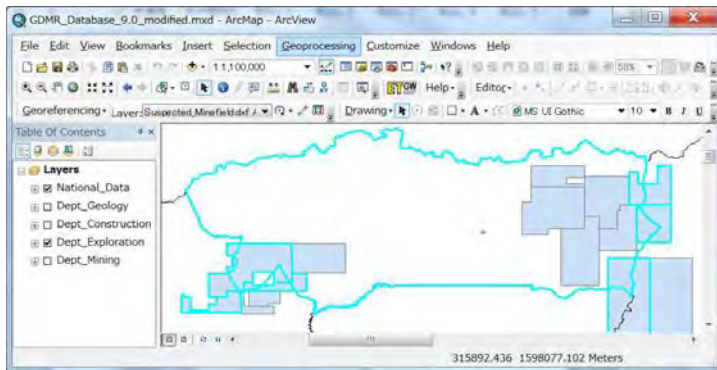 GDMR_Database_9.0_modified.mxd - ArcMap - ArcView
File Edit View Bookmarks Insert Selection Geoprocessing Customize Windows Help
1:1,100,000 58%
Help Editor
Georeferencing Layer: Suspected_Minefield.dxf Drawing A MS UI Gothic 10 B I U
Table Of Contents
Layers
National_Data
Dept_Geology
Dept_Construction
Dept_Exploration
Dept_Mining
315892.436 1598077.102 Meters